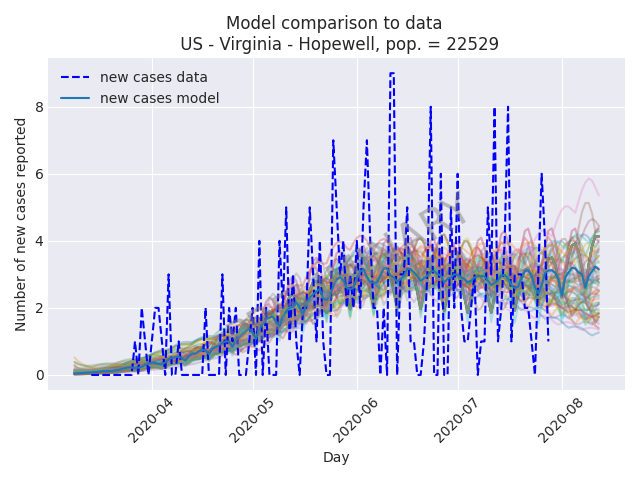 Model comparison to data
US - Virginia - Hopewell, pop. = 22529
new cases data
new cases model
Number of new cases reported
8
6
4
2
0
2020-04
2020-05
2020-06
2020-07
2020-08
Day